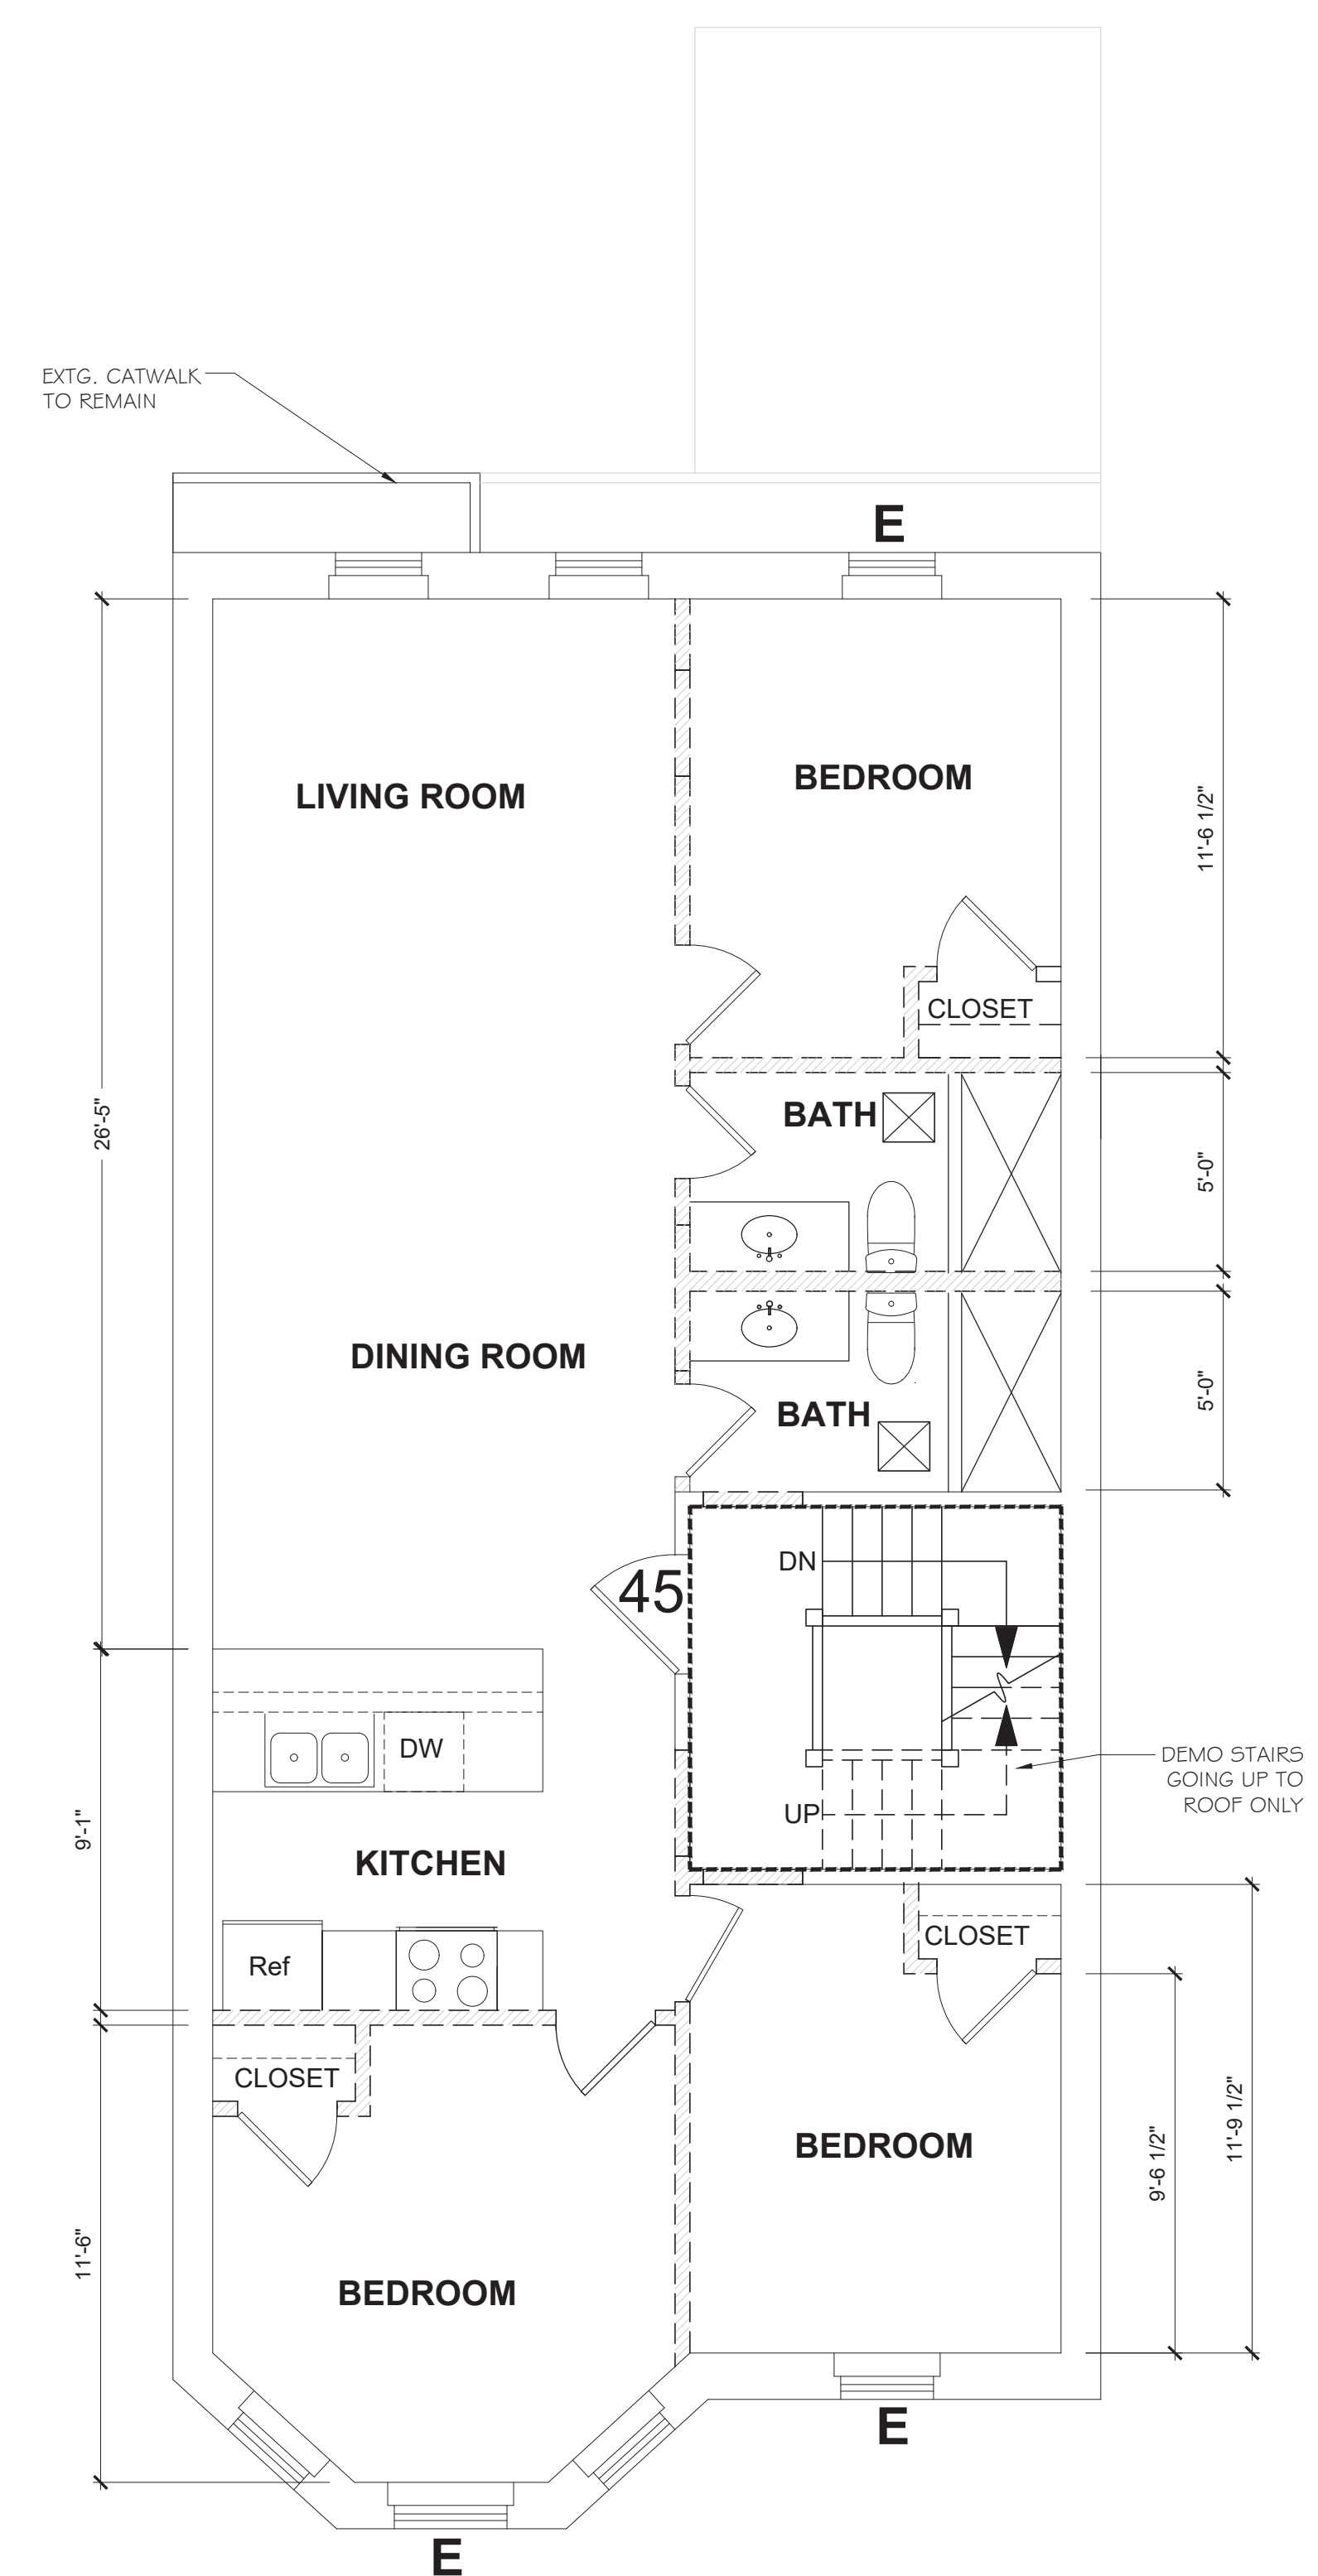 EXTG. CATWALK
TO REMAIN
E
LIVING ROOM
BEDROOM
11'-6 1/2"
CLOSET
26'-5"
BATH
5'-0"
DINING ROOM
5'-0"
BATH
DN
45
DW
DEMO STAIRS
GOING UP TO
ROOF ONLY
UP
9'-1"
KITCHEN
CLOSET
Ref
CLOSET
BEDROOM
9'-6 1/2"
11'-9 1/2"
11'-6"
BEDROOM
E
E